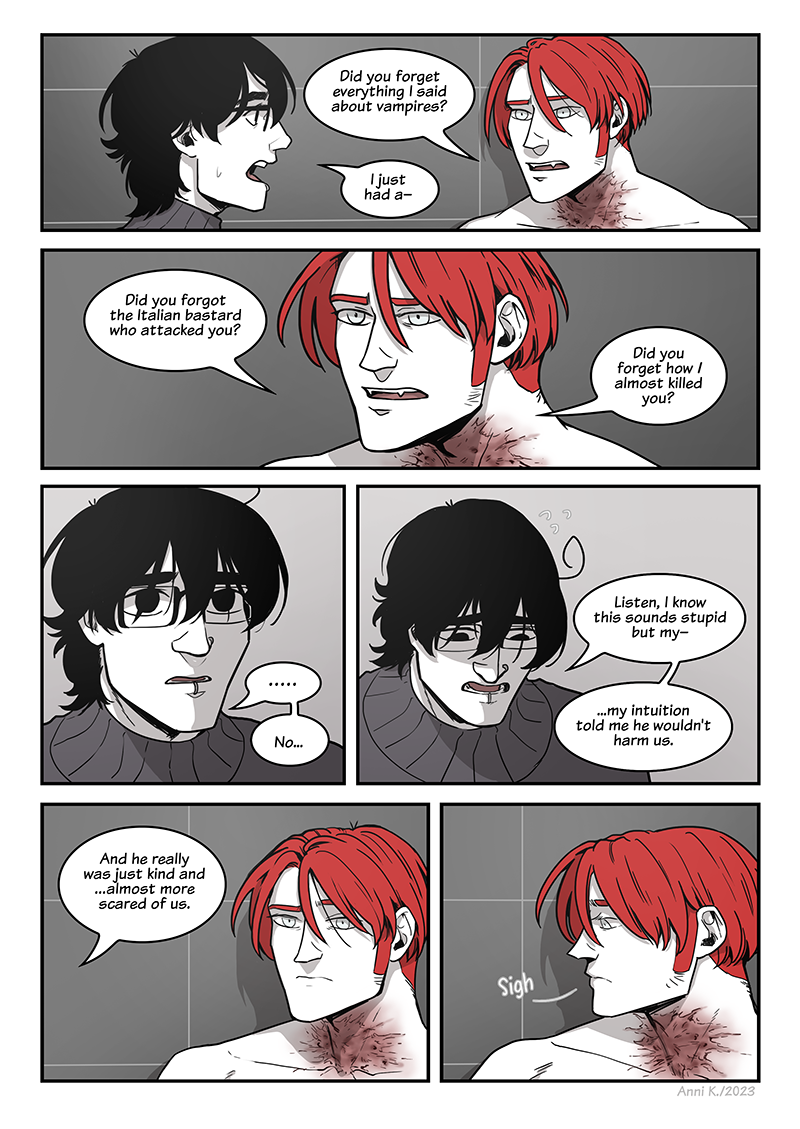 Did you forget
everything I said
about vampires?
I just
had a–
Did you forgot
the Italian bastard
who attacked you?
Did you
forget how I
almost killed
you?
.....
No...
Listen, I know
this sounds stupid
but my–
...my intuition
told me he wouldn't
harm us.
And he really
was just kind and
...almost more
scared of us.
Sigh
Anni K./2023